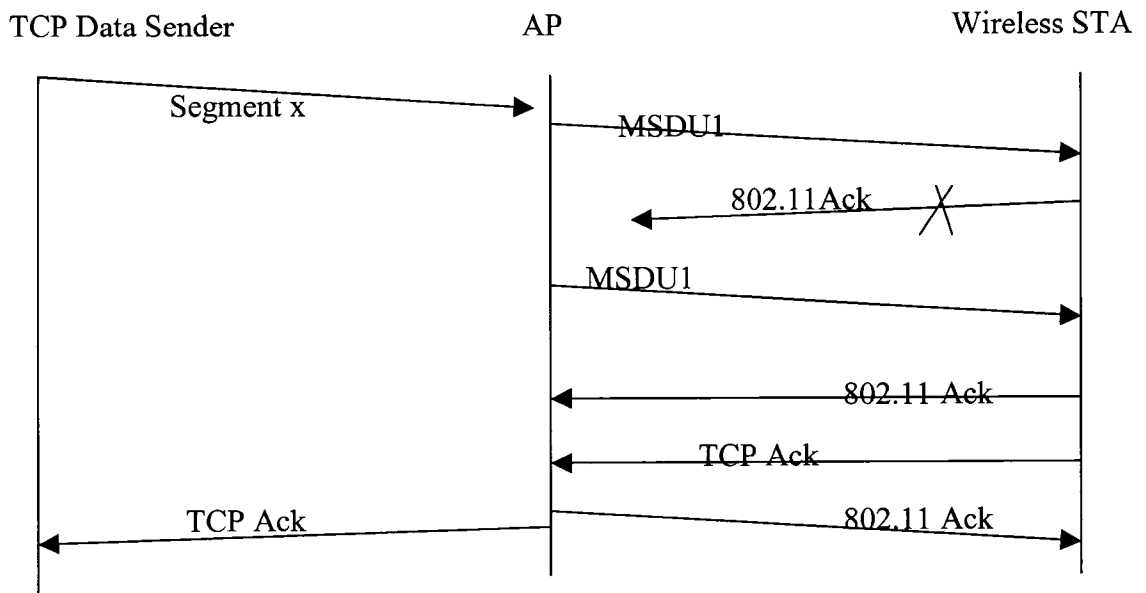 TCP Data Sender
AP
Wireless STA
Segment x
MSDU1
802.11Ack
MSDU1
802.11 Ack
TCP Ack
TCP Ack
802.11 Ack